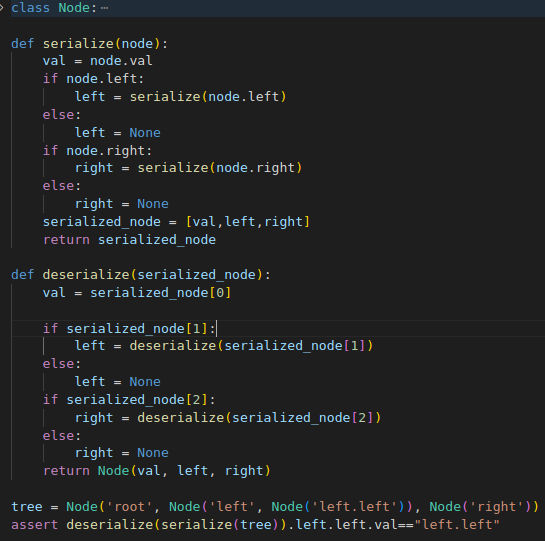 class Node:⋯
def serialize(node):
    val = node.val
    if node.left:
        left = serialize(node.left)
    else:
        left = None
    if node.right:
        right = serialize(node.right)
    else:
        right = None
    serialized_node = [val,left,right]
    return serialized_node
def deserialize(serialized_node):
    val = serialized_node[0]
    if serialized_node[1]:
        left = deserialize(serialized_node[1])
    else:
        left = None
    if serialized_node[2]:
        right = deserialize(serialized_node[2])
    else:
        right = None
    return Node(val, left, right)
tree = Node('root', Node('left', Node('left.left')), Node('right'))
assert deserialize(serialize(tree)).left.left.val=="left.left"